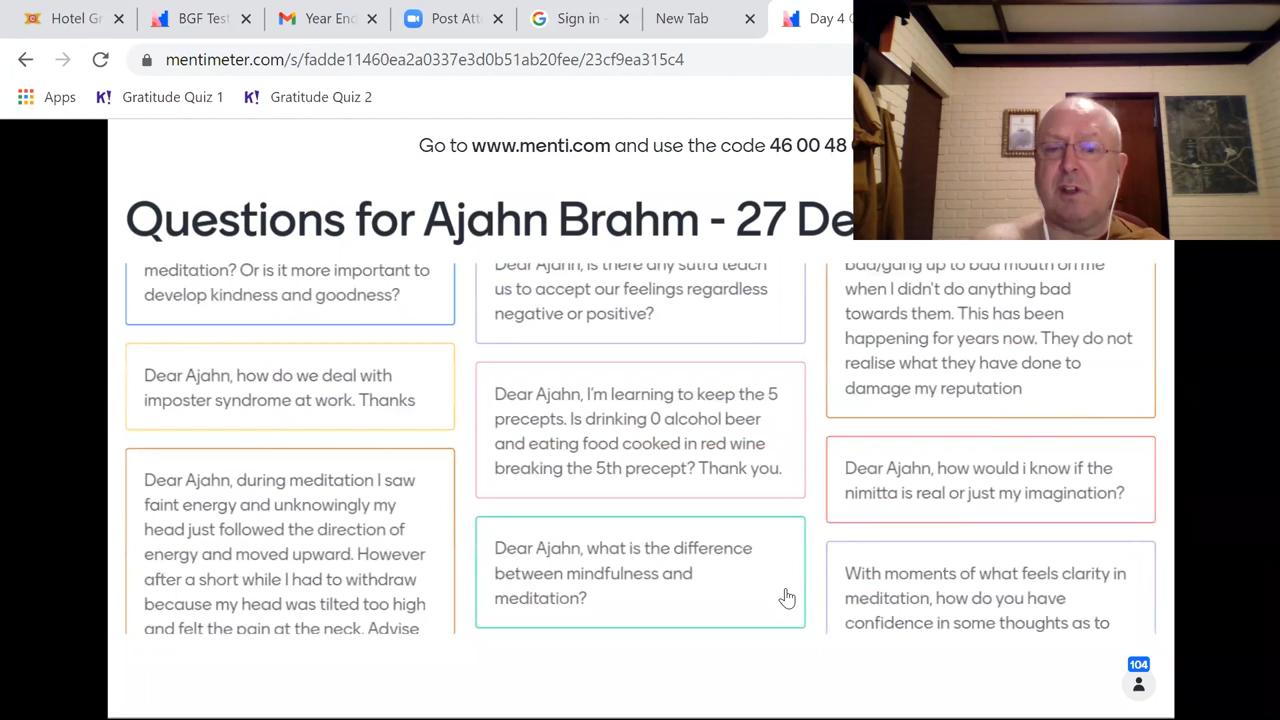 Hotel Gr
BGF Test
Year End
Post Att
Sign in -
New Tab
Day 4
mentimeter.com/s/fadde11460ea2a0337e3d0b51ab20fee/23cf9ea315c4
Apps
K! Gratitude Quiz 1
K! Gratitude Quiz 2
Go to www.menti.com and use the code 46 00 48
Questions for Ajahn Brahm - 27 De
meditation? Or is it more important to
develop kindness and goodness?
Dear Ajahn, how do we deal with
imposter syndrome at work. Thanks
Dear Ajahn, during meditation I saw
faint energy and unknowingly my
head just followed the direction of
energy and moved upward. However
after a short while I had to withdraw
because my head was tilted too high
and felt the pain at the neck. Advise
Dear Ajahn, is there any sutra teach
us to accept our feelings regardless
negative or positive?
Dear Ajahn, I'm learning to keep the 5
precepts. Is drinking 0 alcohol beer
and eating food cooked in red wine
breaking the 5th precept? Thank you.
Dear Ajahn, what is the difference
between mindfulness and
meditation?
bad/gang up to bad mouth on me
when I didn't do anything bad
towards them. This has been
happening for years now. They do not
realise what they have done to
damage my reputation
Dear Ajahn, how would i know if the
nimitta is real or just my imagination?
With moments of what feels clarity in
meditation, how do you have
confidence in some thoughts as to
104